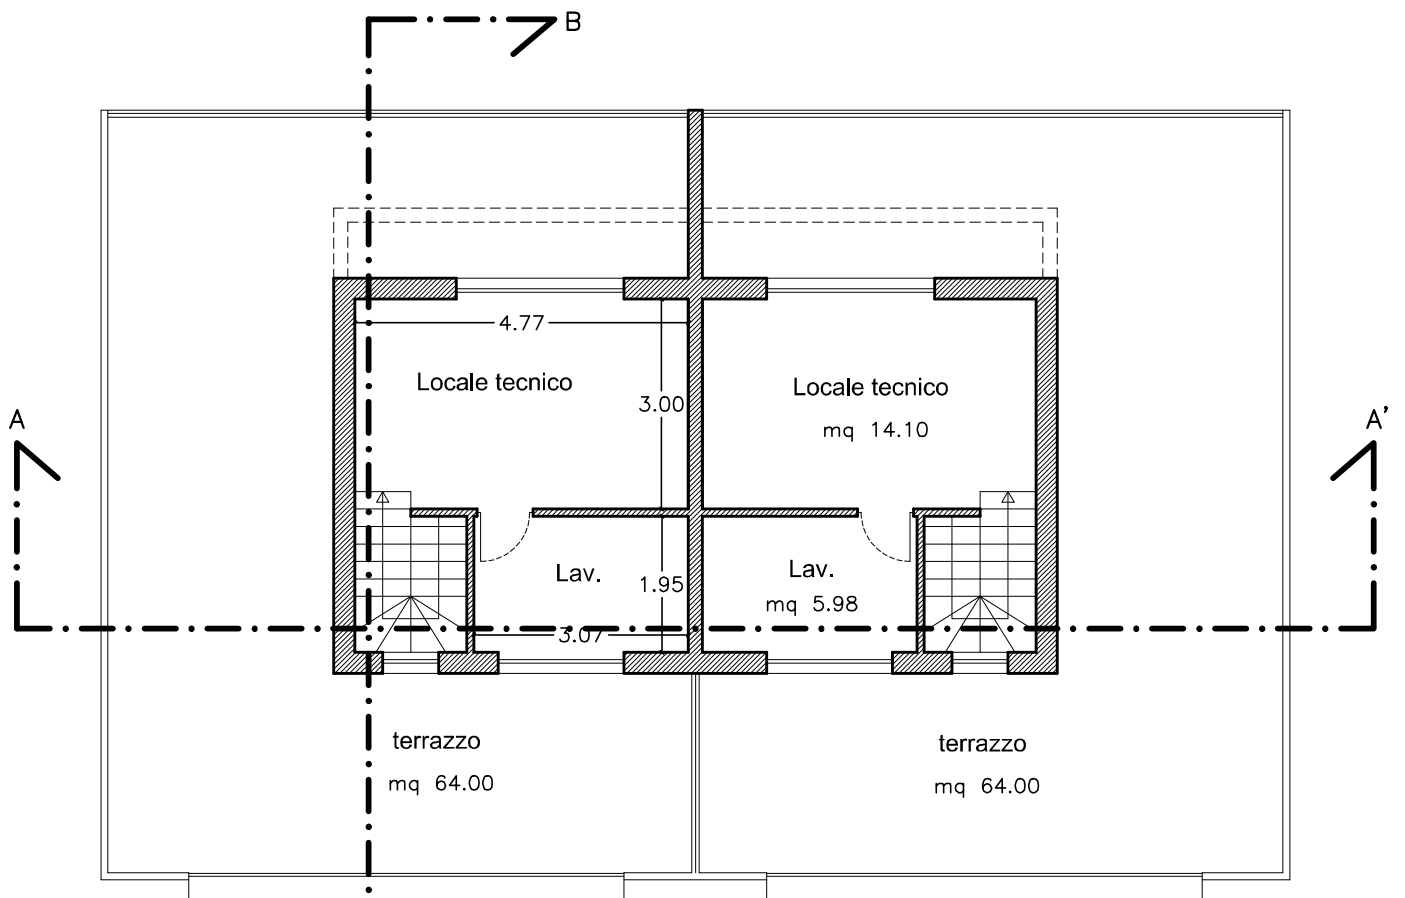 B
4.77
Locale tecnico
3.00
Locale tecnico
mq 14.10
A
A'
Lav.
1.95
3.07
Lav.
mq 5.98
terrazzo
mq 64.00
terrazzo
mq 64.00